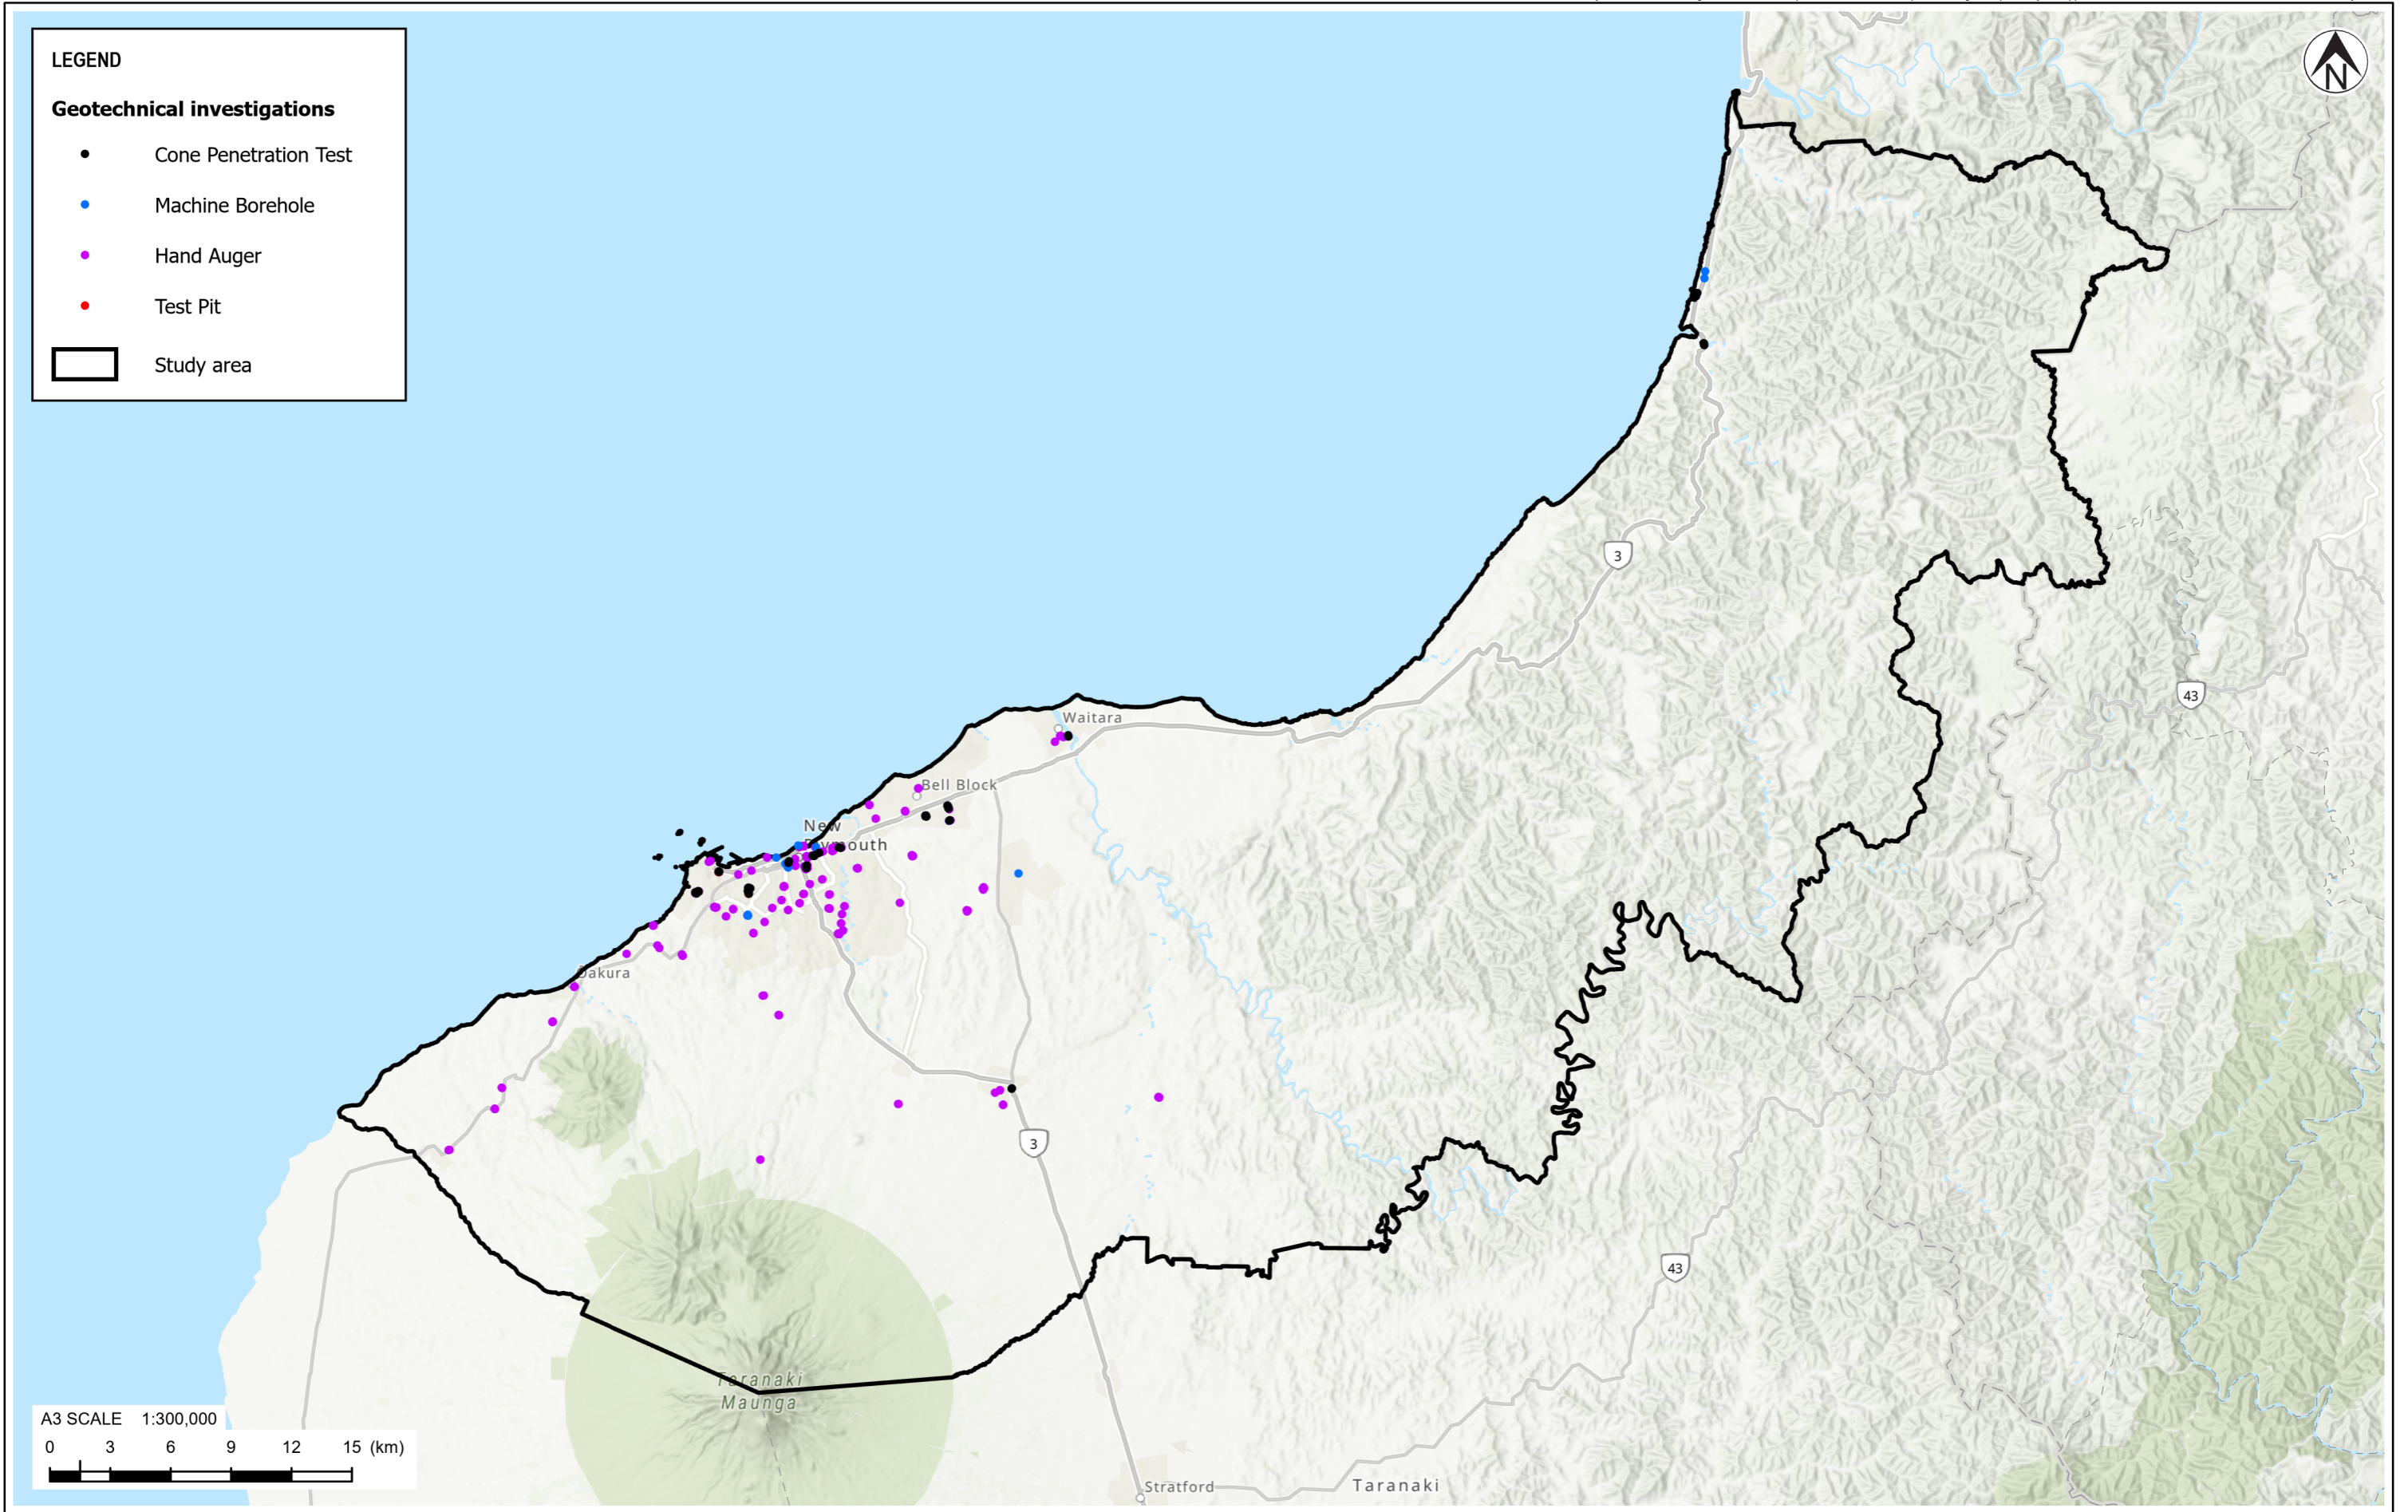 LEGEND
Geotechnical investigations
Cone Penetration Test
Machine Borehole
Hand Auger
Test Pit
Study area
N
3
43
Waitara
Bell Block
New
Plymouth
Oakura
3
43
Taranaki
Maunga
A3 SCALE 1:300,000
0 3 6 9 12 15 (km)
Stratford
Taranaki